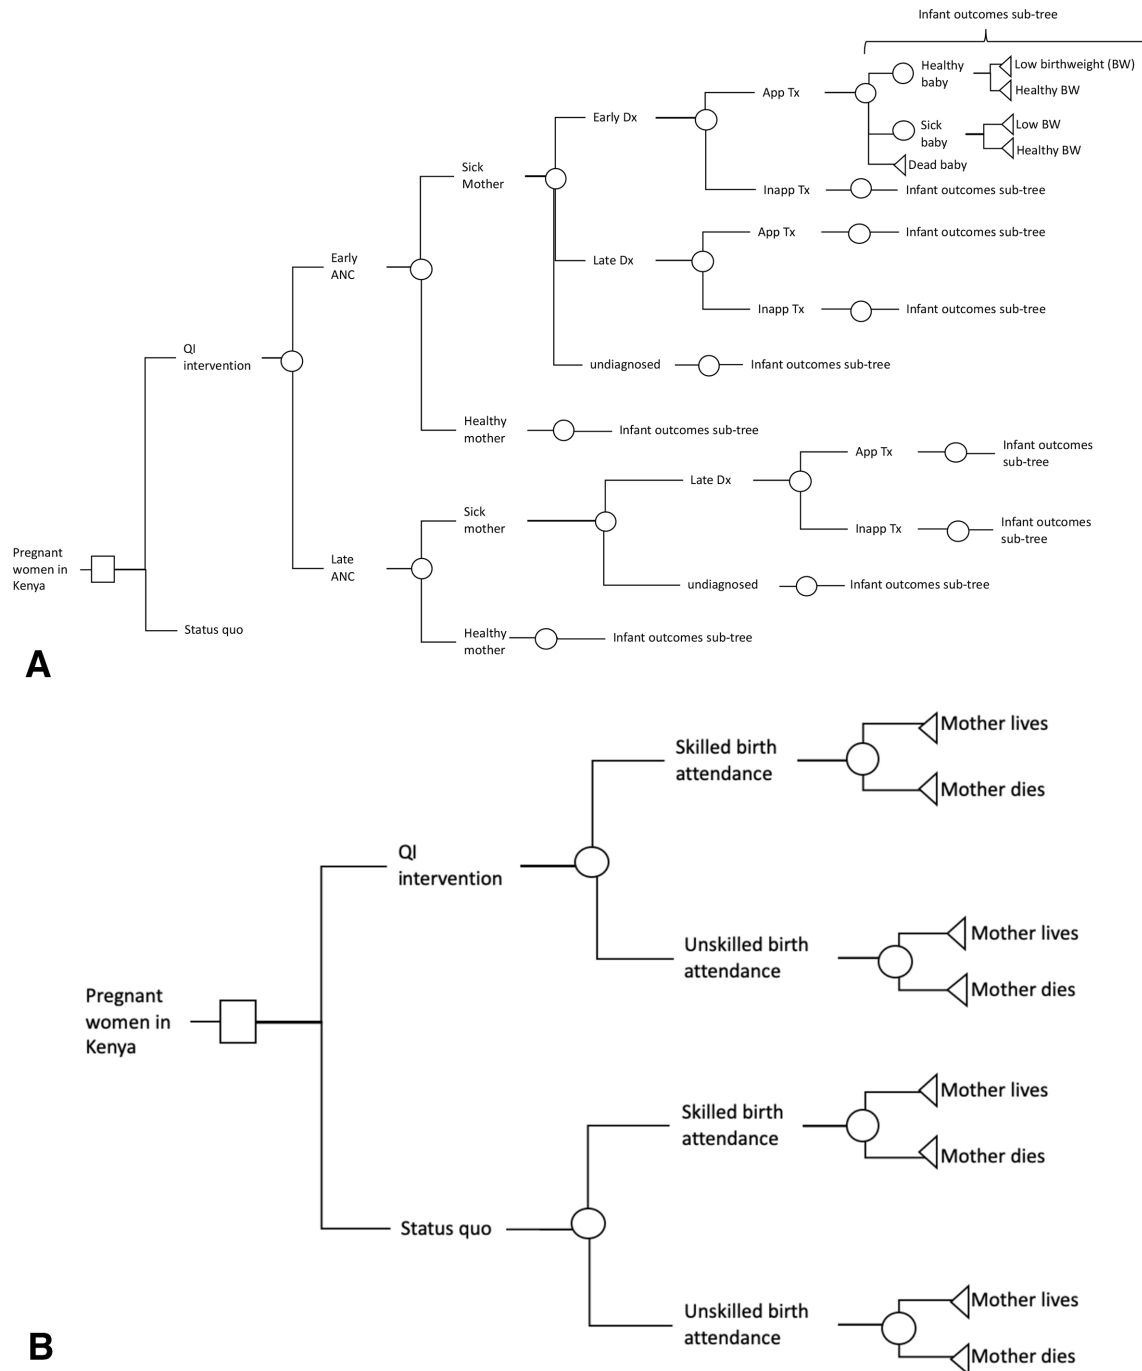 Infant outcomes sub-tree
Healthy
baby
Low birthweight (BW)
Healthy BW
App Tx
Early Dx
Sick
baby
Low BW
Healthy BW
Dead baby
Sick
Mother
Inapp Tx
Infant outcomes sub-tree
App Tx
Infant outcomes sub-tree
Late Dx
Inapp Tx
Infant outcomes sub-tree
Early
ANC
QI
intervention
undiagnosed
Infant outcomes sub-tree
Healthy
mother
Infant outcomes sub-tree
App Tx
Infant outcomes
sub-tree
Late Dx
Sick
mother
Inapp Tx
Infant outcomes
sub-tree
Pregnant
women in
Kenya
Late
ANC
undiagnosed
Infant outcomes sub-tree
Status quo
Healthy
mother
Infant outcomes sub-tree
A
Mother lives
Skilled birth
attendance
Mother dies
QI
intervention
Mother lives
Unskilled birth
attendance
Mother dies
Pregnant
women in
Kenya
Mother lives
Skilled birth
attendance
Mother dies
Status quo
Mother lives
Unskilled birth
attendance
Mother dies
B